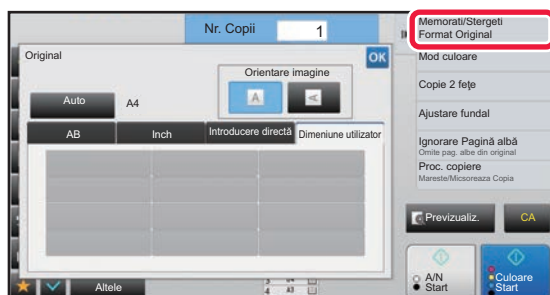 Nr. Copii
1
Memorati/Stergeti
Format Original
Original
OK
Mod culoare
Orientare imagine
A
A
Copie 2 fețe
Auto
A4
Ajustare fundal
AB
Inch
Introducere directă
Dimeniune utilizator
Ignorare Pagină albă
Omite pag. albe din original
Proc. copiere
Mareste/Micsoreaza Copia
Previzualiz.
CA
A/N
Start
Culoare
Start
Altele
4 A3